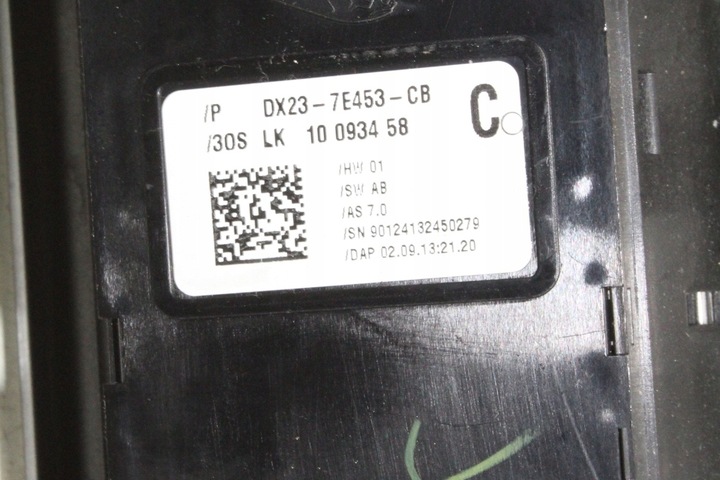 /P DX23-7E453-CB
/30S LK 10 0934 58
C
/HW 01
/SW AB
/AS 7.0
/SN 90124132450279
/DAP 02.09.13:21.20